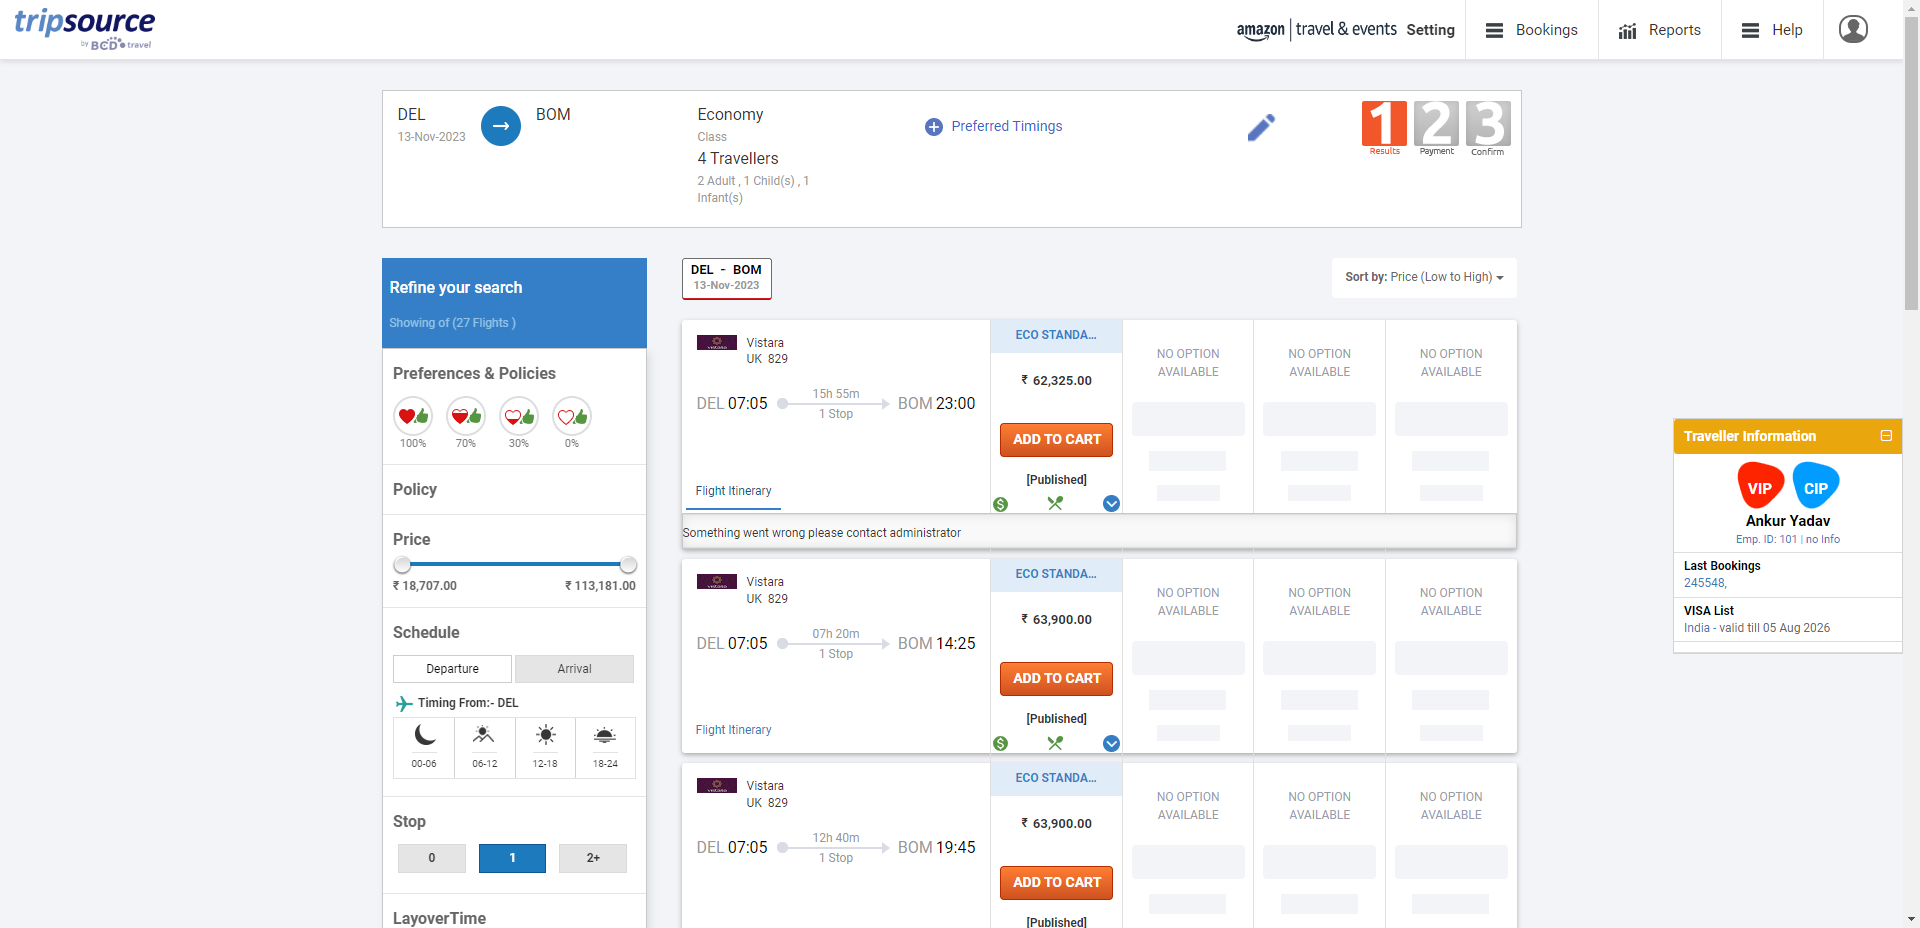 tripsource
by BCD travel
amazon | travel & events Setting
Bookings
Reports
Help
DEL
13-Nov-2023
BOM
Economy
Class
4 Travellers
2 Adult , 1 Child(s) , 1
Infant(s)
Preferred Timings
1
Results
2
Payment
3
Confirm
Refine your search
Showing of (27 Flights )
Preferences & Policies
100%
70%
30%
0%
Policy
Price
₹ 18,707.00
₹ 113,181.00
Schedule
Departure
Arrival
Timing From:- DEL
00-06
06-12
12-18
18-24
Stop
0
1
2+
LayoverTime
DEL - BOM
13-Nov-2023
Sort by: Price (Low to High)
Vistara
UK 829
DEL 07:05
15h 55m
1 Stop
BOM 23:00
Flight Itinerary
ECO STANDA...
₹ 62,325.00
ADD TO CART
[Published]
NO OPTION
AVAILABLE
NO OPTION
AVAILABLE
NO OPTION
AVAILABLE
Something went wrong please contact administrator
Vistara
UK 829
DEL 07:05
07h 20m
1 Stop
BOM 14:25
Flight Itinerary
ECO STANDA...
₹ 63,900.00
ADD TO CART
[Published]
NO OPTION
AVAILABLE
NO OPTION
AVAILABLE
NO OPTION
AVAILABLE
Vistara
UK 829
DEL 07:05
12h 40m
1 Stop
BOM 19:45
ECO STANDA...
₹ 63,900.00
ADD TO CART
[Published]
NO OPTION
AVAILABLE
NO OPTION
AVAILABLE
NO OPTION
AVAILABLE
Traveller Information
VIP
CIP
Ankur Yadav
Emp. ID: 101 | no Info
Last Bookings
245548,
VISA List
India - valid till 05 Aug 2026